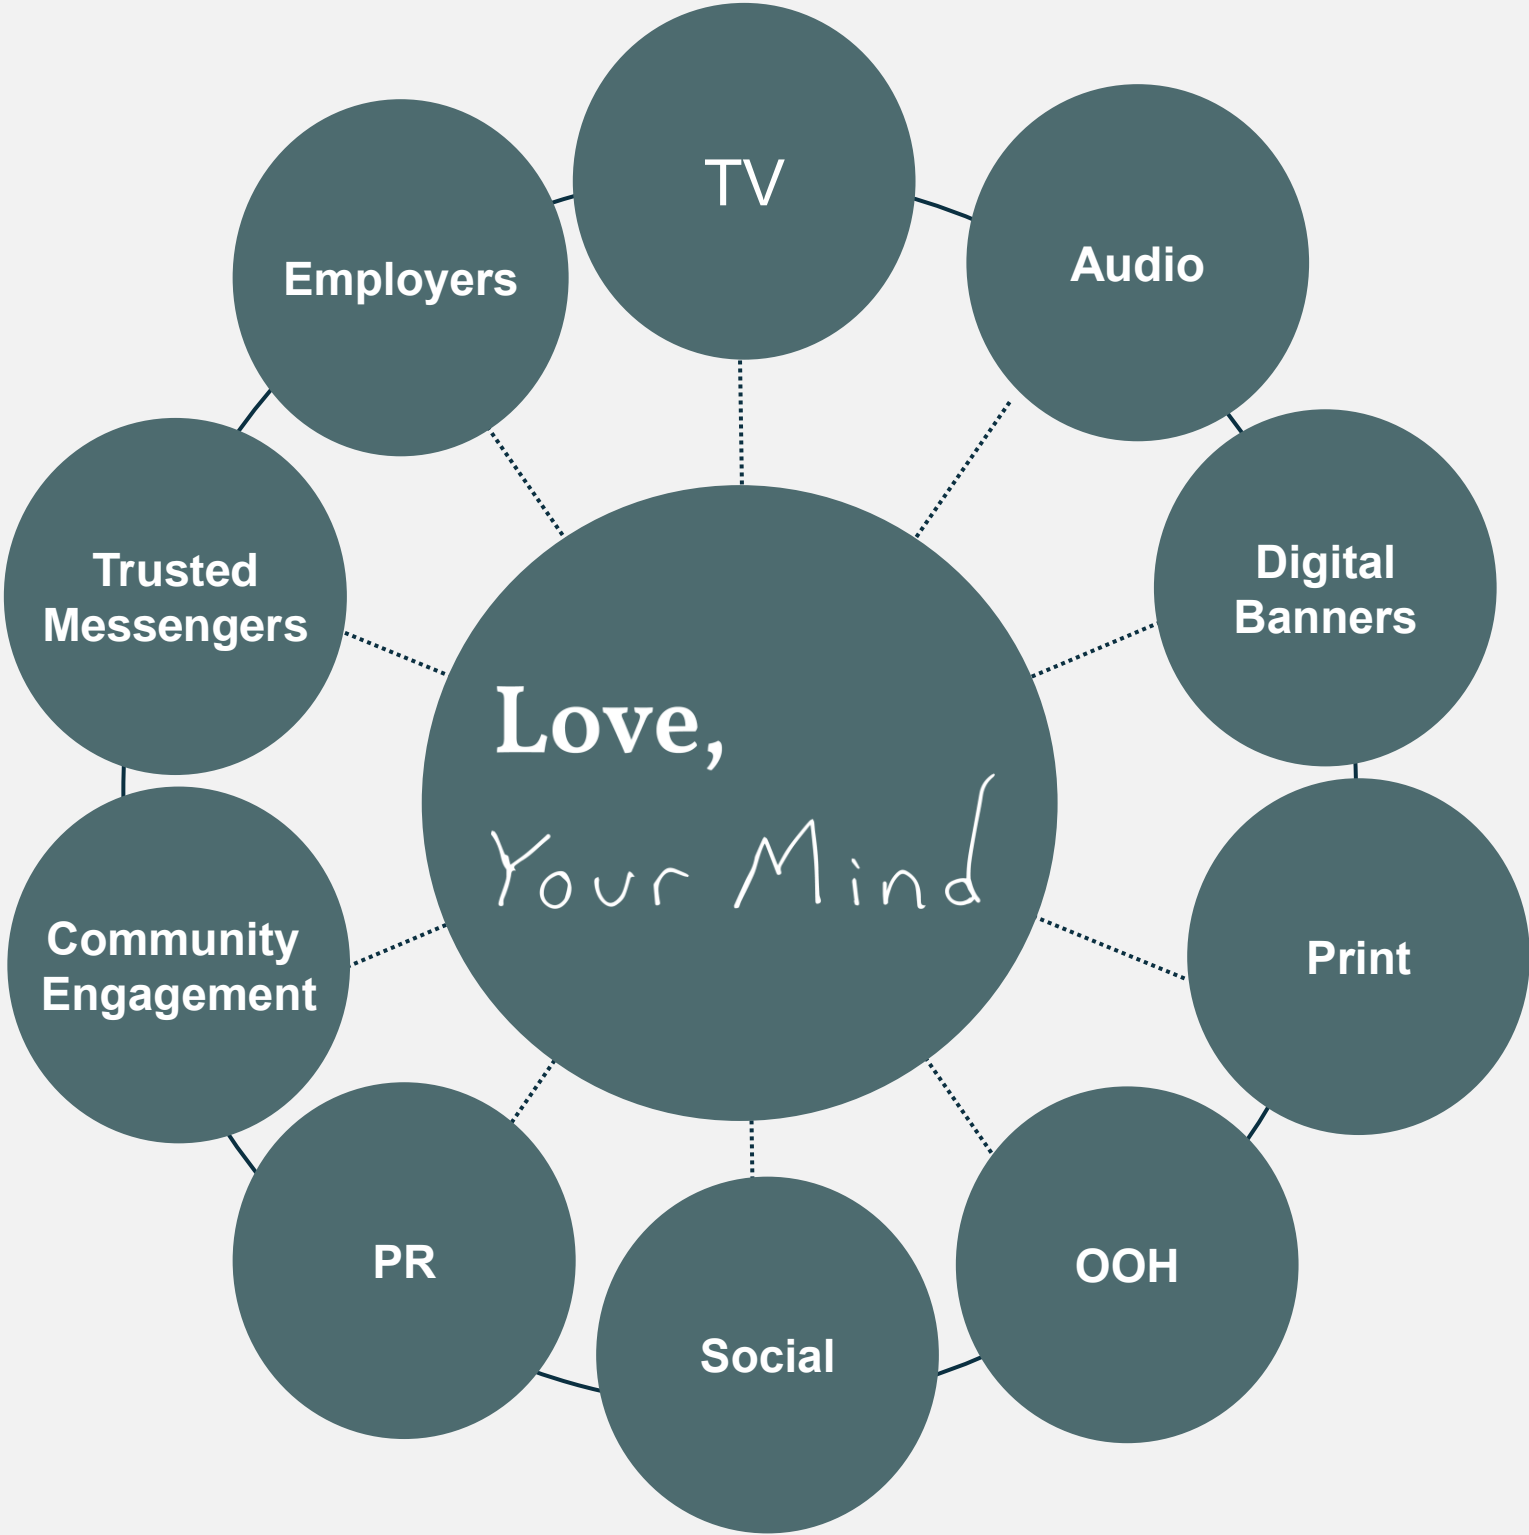 TV
Audio
Digital
Banners
Print
OOH
Social
PR
Community
Engagement
Trusted
Messengers
Employers
Love,
Your Mind